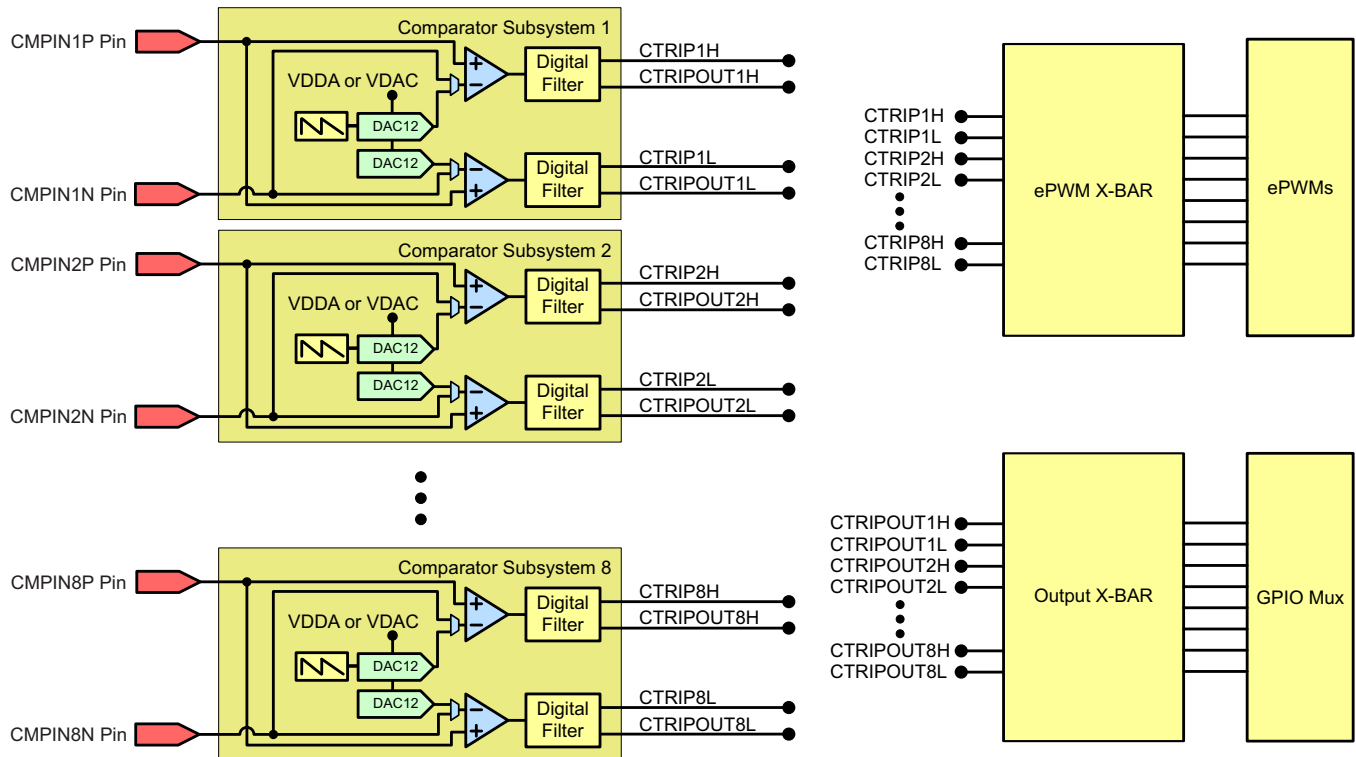 Comparator Subsystem 1
CMPIN1P Pin
VDDA or VDAC
DAC12
DAC12
+
−
−
+
Digital
Filter
Digital
Filter
CTRIP1H
CTRIPOUT1H
CTRIP1L
CTRIPOUT1L
CMPIN1N Pin
Comparator Subsystem 2
CMPIN2P Pin
VDDA or VDAC
DAC12
DAC12
+
−
−
+
Digital
Filter
Digital
Filter
CTRIP2H
CTRIPOUT2H
CTRIP2L
CTRIPOUT2L
CMPIN2N Pin
Comparator Subsystem 8
CMPIN8P Pin
VDDA or VDAC
DAC12
DAC12
+
−
−
+
Digital
Filter
Digital
Filter
CTRIP8H
CTRIPOUT8H
CTRIP8L
CTRIPOUT8L
CMPIN8N Pin
CTRIP1H
CTRIP1L
CTRIP2H
CTRIP2L
CTRIP8H
CTRIP8L
ePWM X-BAR
ePWMs
CTRIPOUT1H
CTRIPOUT1L
CTRIPOUT2H
CTRIPOUT2L
CTRIPOUT8H
CTRIPOUT8L
Output X-BAR
GPIO Mux